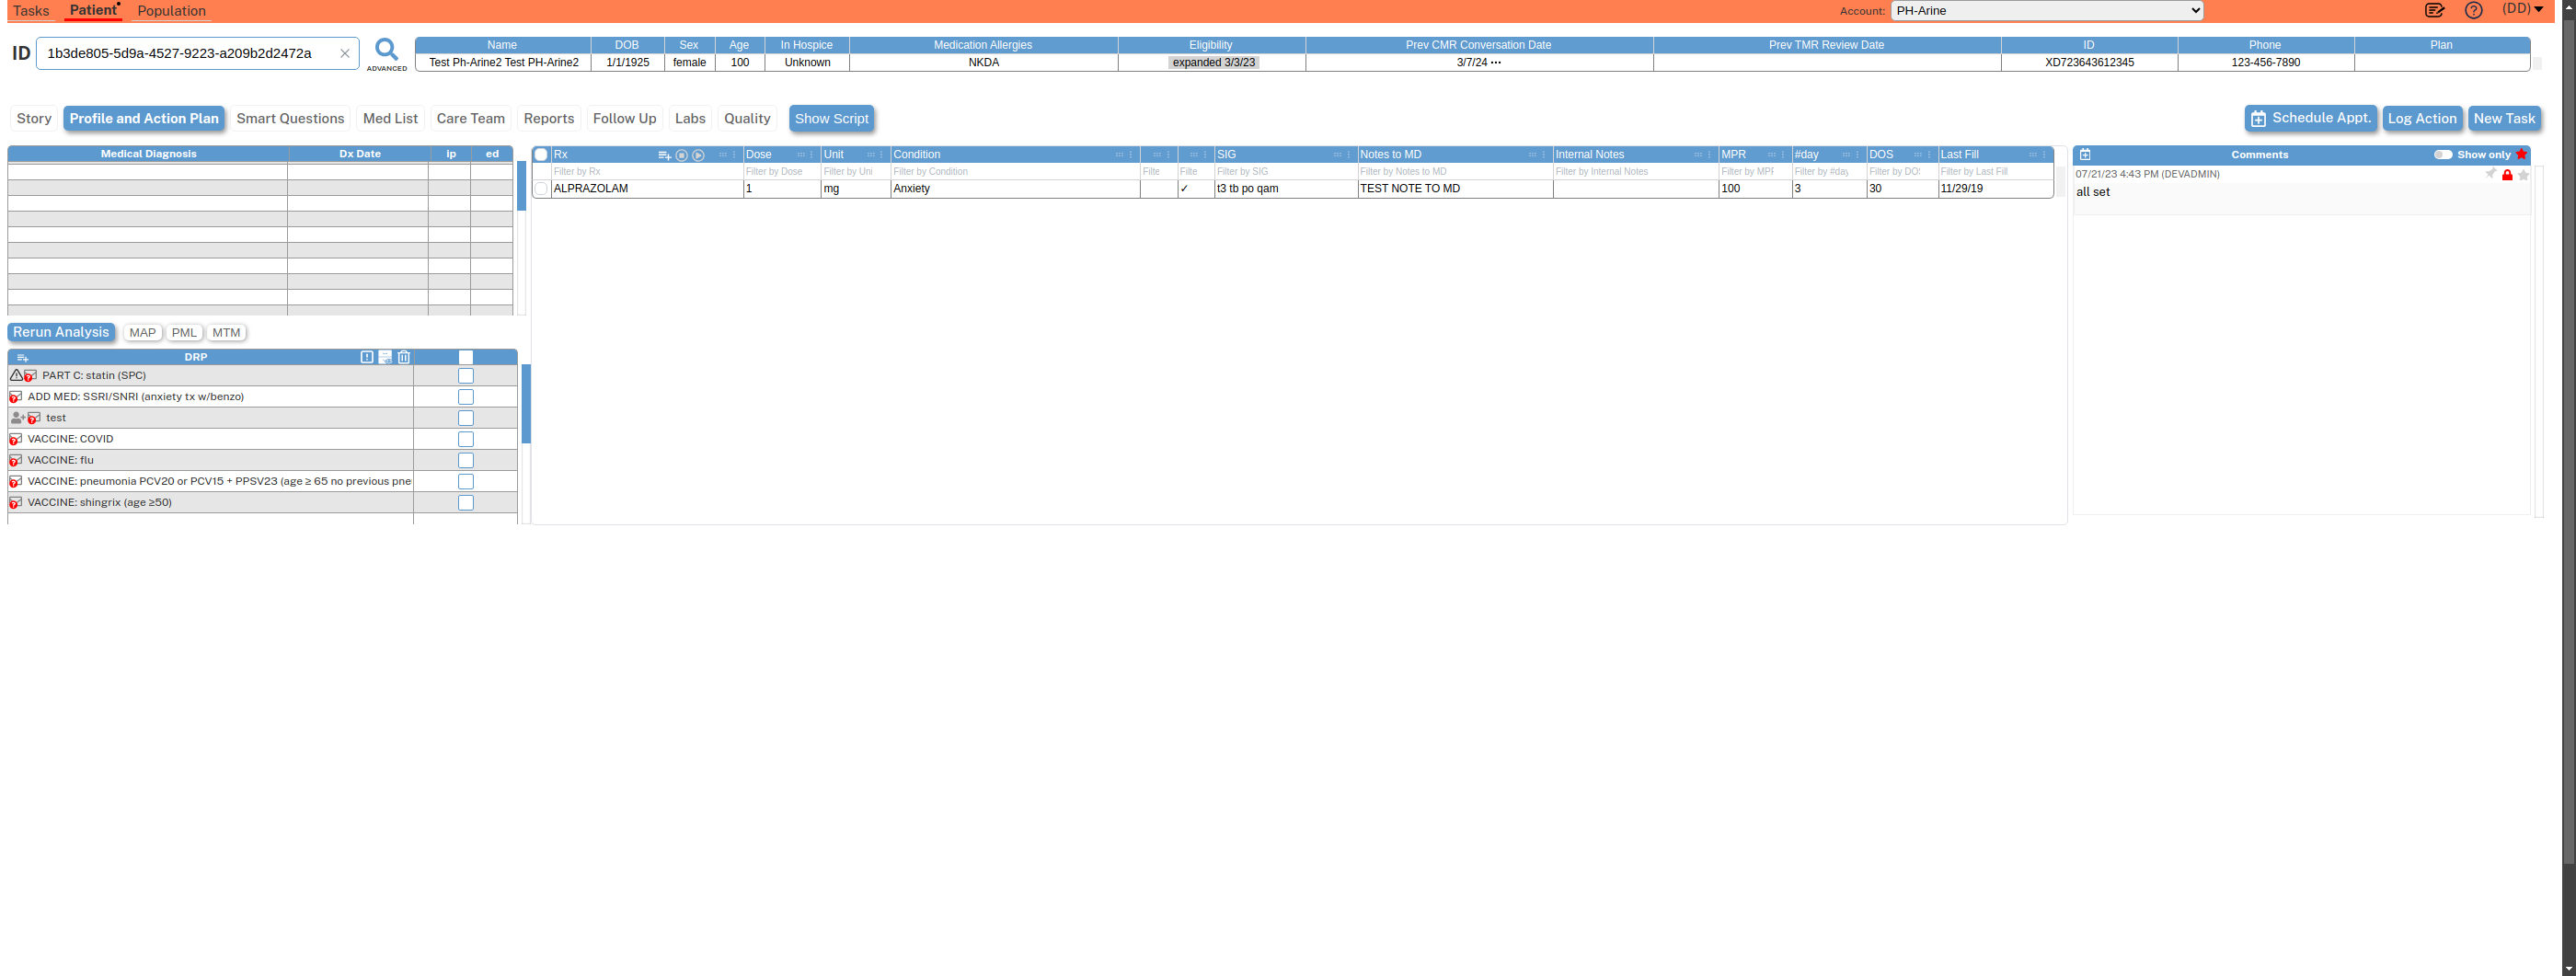 Tasks Patient Population Account: PH-Arine (DD)
ID 1b3de805-5d9a-4527-9223-a209b2d2472a ADVANCED
Name DOB Sex Age In Hospice Medication Allergies Eligibility Prev CMR Conversation Date Prev TMR Review Date ID Phone Plan
Test Ph-Arine2 Test PH-Arine2 1/1/1925 female 100 Unknown NKDA expanded 3/3/23 3/7/24 ••• XD723643612345 123-456-7890
Story Profile and Action Plan Smart Questions Med List Care Team Reports Follow Up Labs Quality Show Script Schedule Appt. Log Action New Task
Medical Diagnosis Dx Date ip ed
Rx Dose Unit Condition SIG Notes to MD Internal Notes MPR #day DOS Last Fill
Filter by Rx Filter by Dose Filter by Uni Filter by Condition Filte Filte Filter by SIG Filter by Notes to MD Filter by Internal Notes Filter by MPF Filter by #day Filter by DO Filter by Last Fill
ALPRAZOLAM 1 mg Anxiety ✓ t3 tb po qam TEST NOTE TO MD 100 3 30 11/29/19
Comments Show only
07/21/23 4:43 PM (DEVADMIN)
all set
Rerun Analysis MAP PML MTM
DRP
PART C: statin (SPC)
ADD MED: SSRI/SNRI (anxiety tx w/benzo)
test
VACCINE: COVID
VACCINE: flu
VACCINE: pneumonia PCV20 or PCV15 + PPSV23 (age ≥ 65 no previous pne
VACCINE: shingrix (age ≥50)